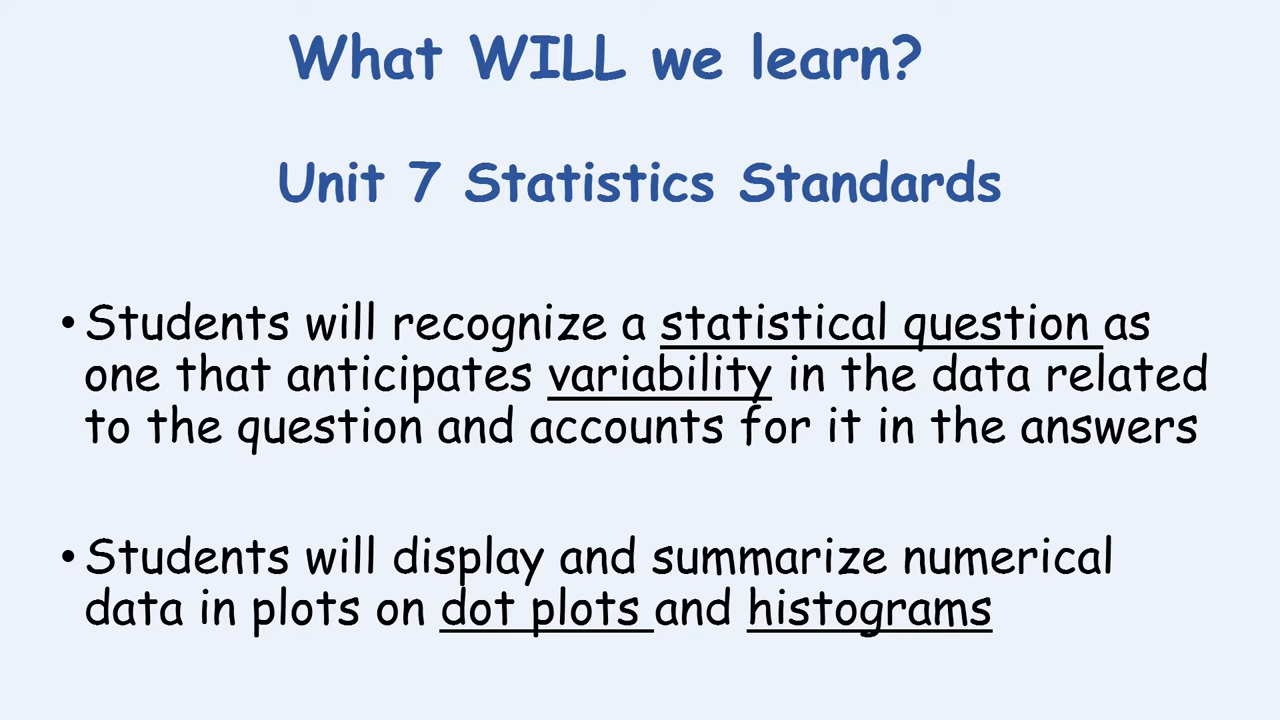 What WILL we learn?
Unit 7 Statistics Standards
• Students will recognize a statistical question as
one that anticipates variability in the data related
to the question and accounts for it in the answers
• Students will display and summarize numerical
data in plots on dot plots and histograms